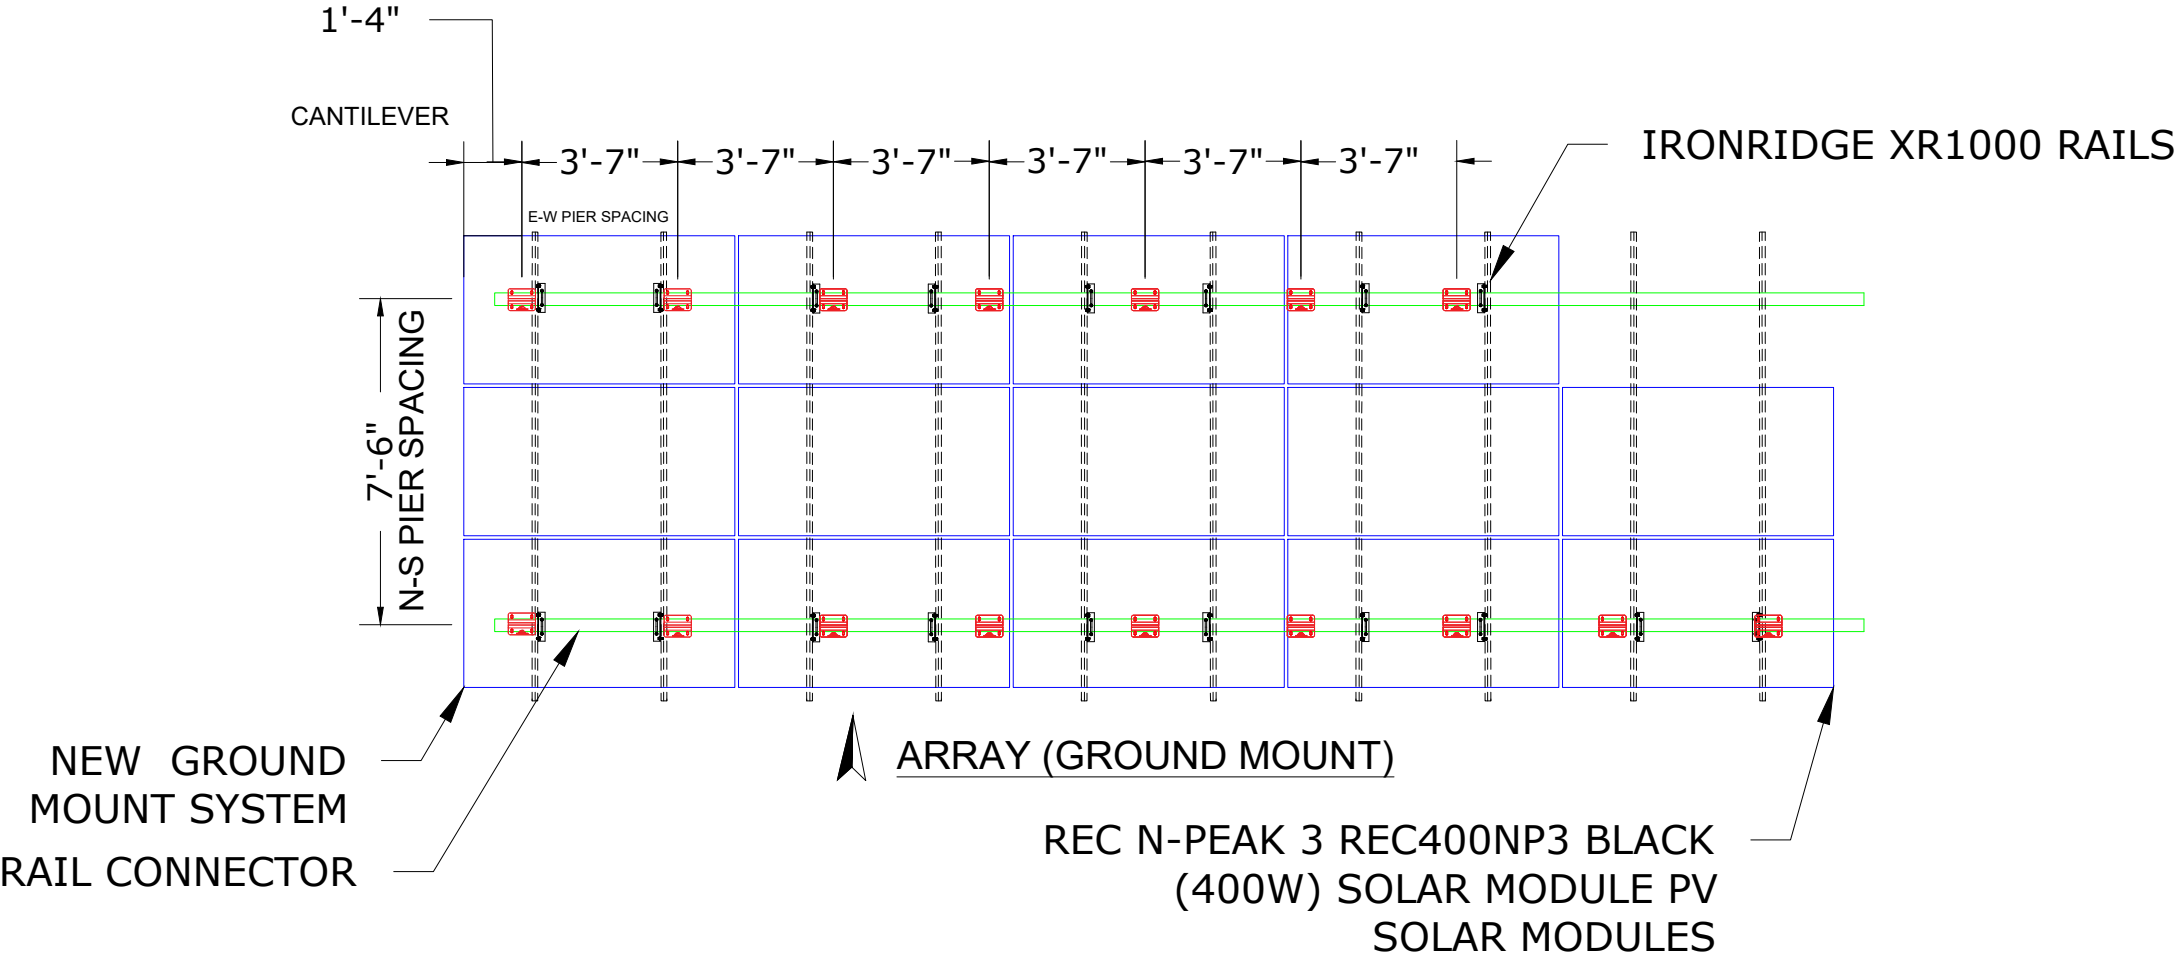 1'-4"
CANTILEVER
3'-7" 3'-7" 3'-7" 3'-7" 3'-7" 3'-7"
IRONRIDGE XR1000 RAILS
E-W PIER SPACING
7'-6"
N-S PIER SPACING
NEW GROUND
MOUNT SYSTEM
RAIL CONNECTOR
ARRAY (GROUND MOUNT)
REC N-PEAK 3 REC400NP3 BLACK
(400W) SOLAR MODULE PV
SOLAR MODULES